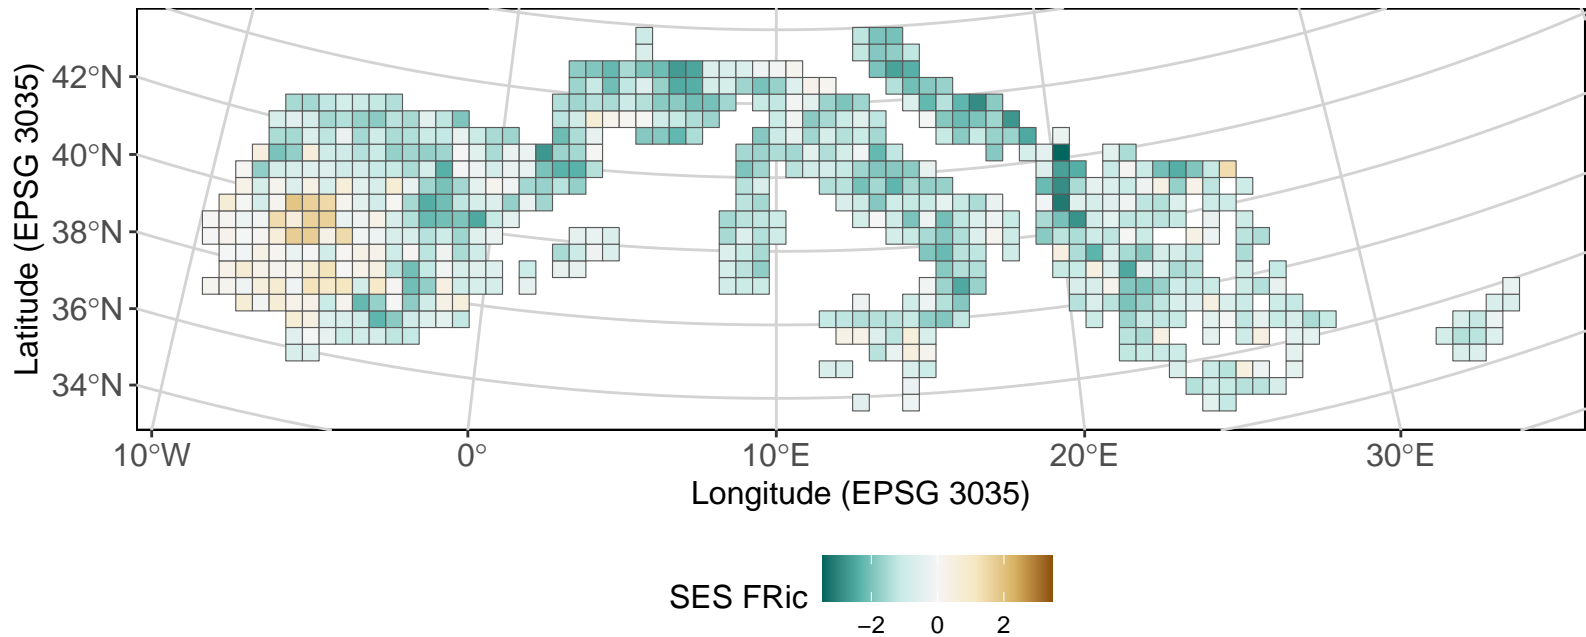 Latitude (EPSG 3035)
42°N
40°N
38°N
36°N
34°N
10°W
0°
10°E
20°E
30°E
Longitude (EPSG 3035)
SES FRic
−2
0
2